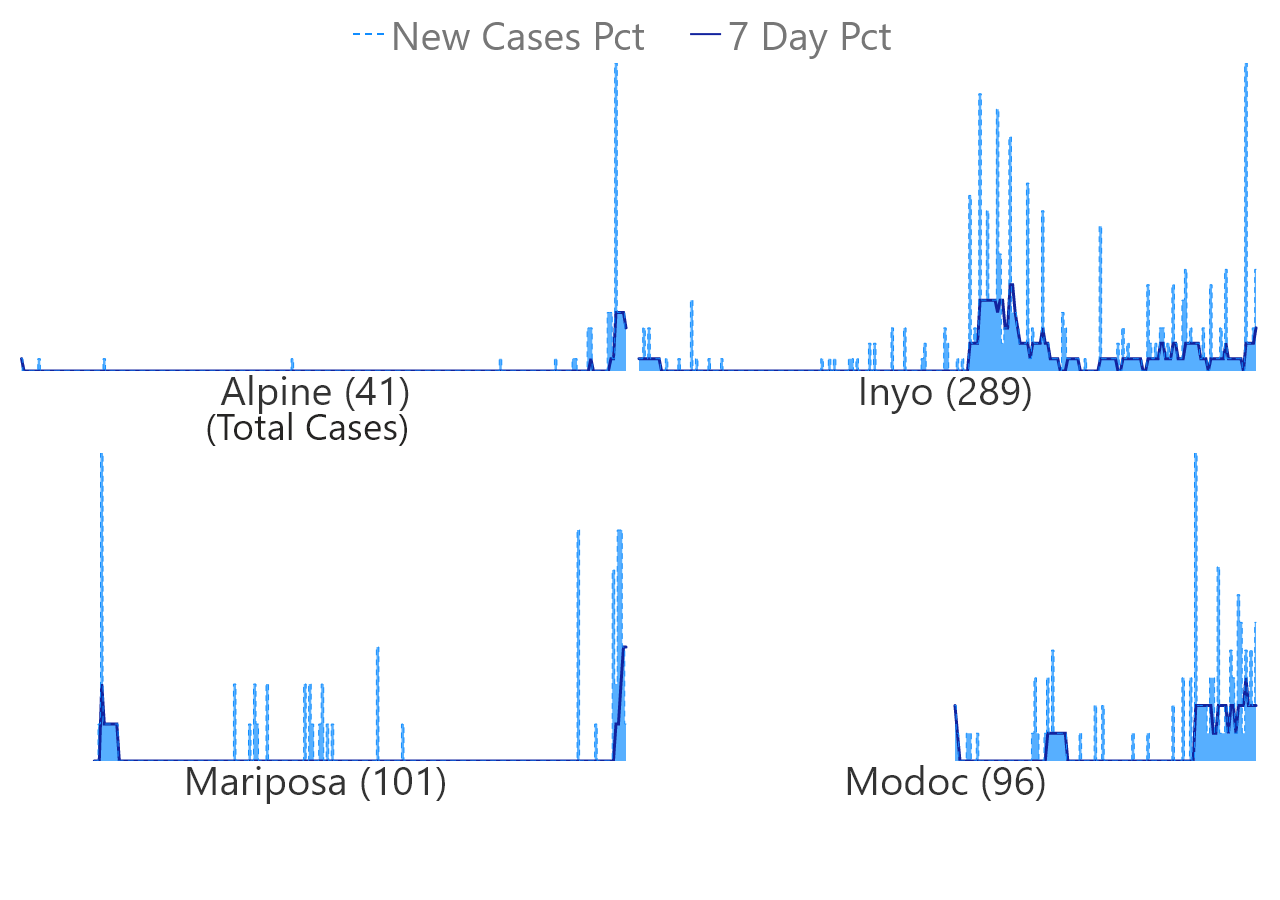 New Cases Pct 7 Day Pct
Alpine (41)
(Total Cases)
Inyo (289)
Mariposa (101)
Modoc (96)